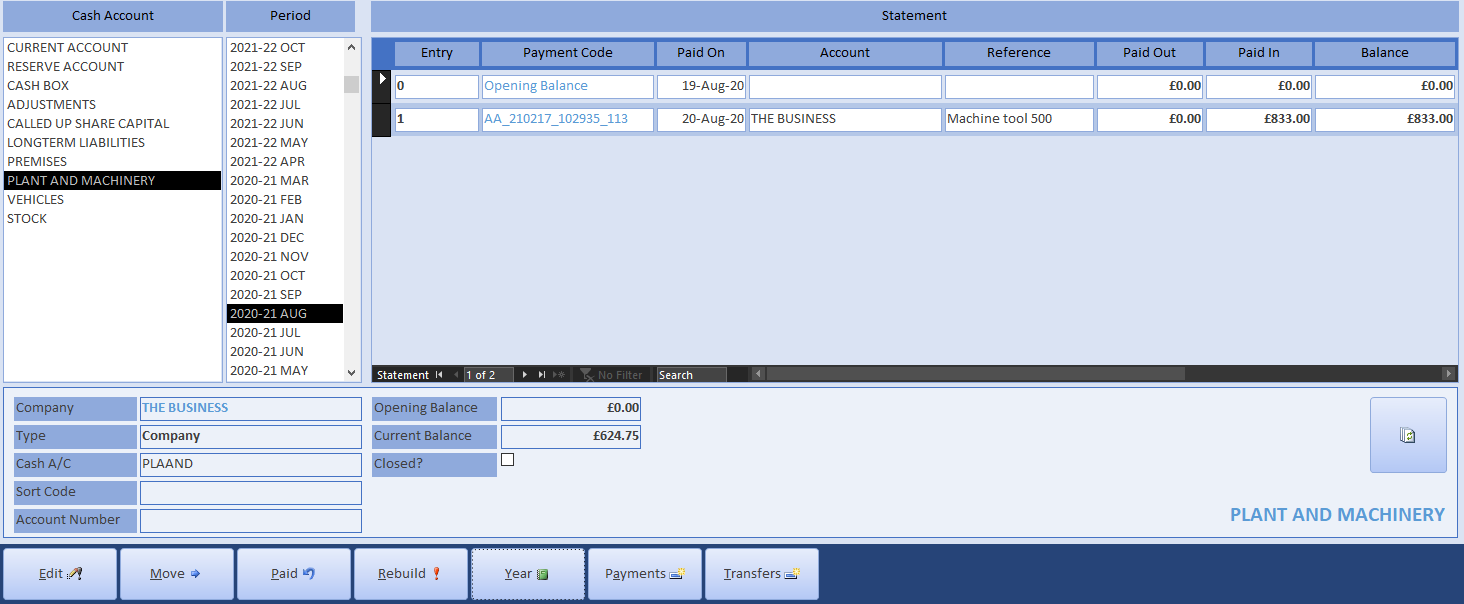 Cash Account
Period
Statement
CURRENT ACCOUNT
RESERVE ACCOUNT
CASH BOX
ADJUSTMENTS
CALLED UP SHARE CAPITAL
LONGTERM LIABILITIES
PREMISES
PLANT AND MACHINERY
VEHICLES
STOCK
2021-22 OCT
2021-22 SEP
2021-22 AUG
2021-22 JUL
2021-22 JUN
2021-22 MAY
2021-22 APR
2020-21 MAR
2020-21 FEB
2020-21 JAN
2020-21 DEC
2020-21 NOV
2020-21 OCT
2020-21 SEP
2020-21 AUG
2020-21 JUL
2020-21 JUN
2020-21 MAY
Entry Payment Code Paid On Account Reference Paid Out Paid In Balance
0 Opening Balance 19-Aug-20 £0.00 £0.00 £0.00
1 AA_210217_102935_113 20-Aug-20 THE BUSINESS Machine tool 500 £0.00 £833.00 £833.00
Statement 1 of 2 No Filter Search
Company THE BUSINESS
Type Company
Cash A/C PLAAND
Sort Code
Account Number
Opening Balance £0.00
Current Balance £624.75
Closed?
PLANT AND MACHINERY
Edit Move Paid Rebuild Year Payments Transfers